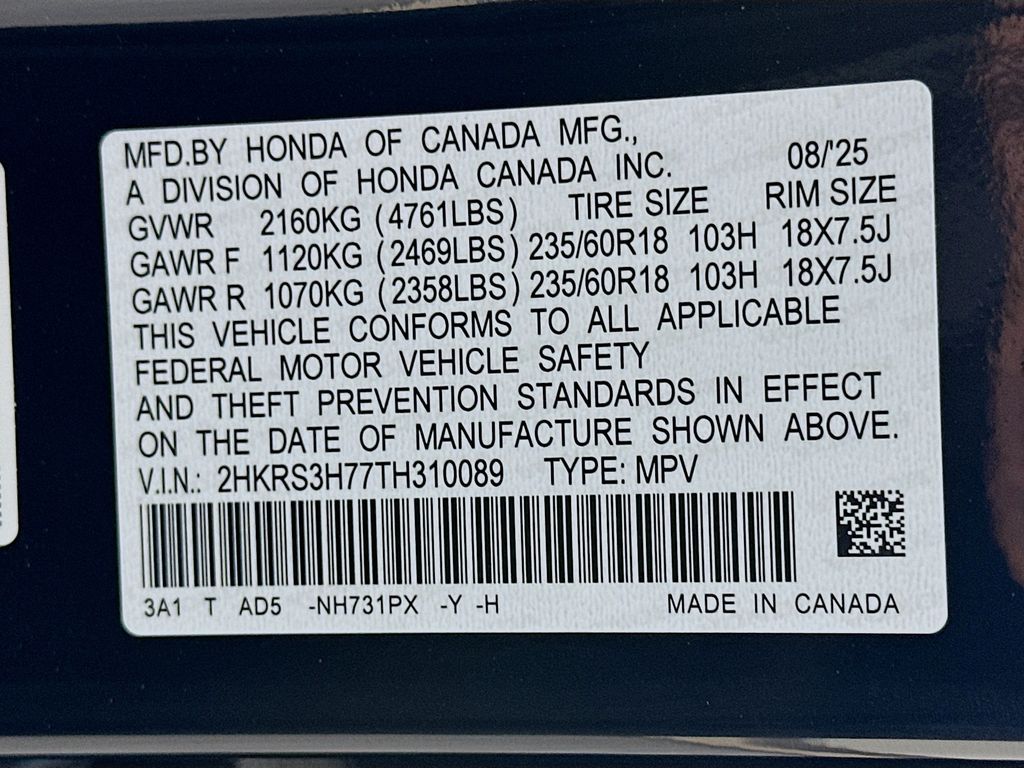 MFD.BY HONDA OF CANADA MFG.,
A DIVISION OF HONDA CANADA INC. 08/'25
GVWR 2160KG (4761LBS) TIRE SIZE RIM SIZE
GAWR F 1120KG (2469LBS) 235/60R18 103H 18X7.5J
GAWR R 1070KG (2358LBS) 235/60R18 103H 18X7.5J
THIS VEHICLE CONFORMS TO ALL APPLICABLE
FEDERAL MOTOR VEHICLE SAFETY
AND THEFT PREVENTION STANDARDS IN EFFECT
ON THE DATE OF MANUFACTURE SHOWN ABOVE.
V.I.N.: 2HKRS3H77TH310089 TYPE: MPV
3A1 T AD5 -NH731PX -Y -H MADE IN CANADA